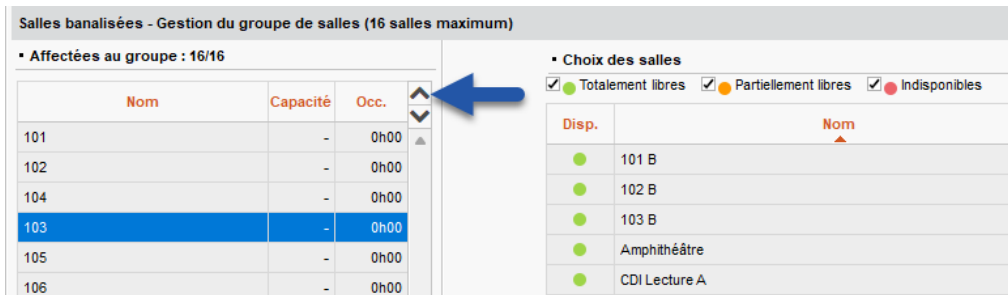 Salles banalisées - Gestion du groupe de salles (16 salles maximum)
▪ Affectées au groupe : 16/16
Nom Capacité Occ.
101 - 0h00
102 - 0h00
104 - 0h00
103 - 0h00
105 - 0h00
106 - 0h00
▪ Choix des salles
Totalement libres Partiellement libres Indisponibles
Disp. Nom
101 B
102 B
103 B
Amphithéâtre
CDI Lecture A